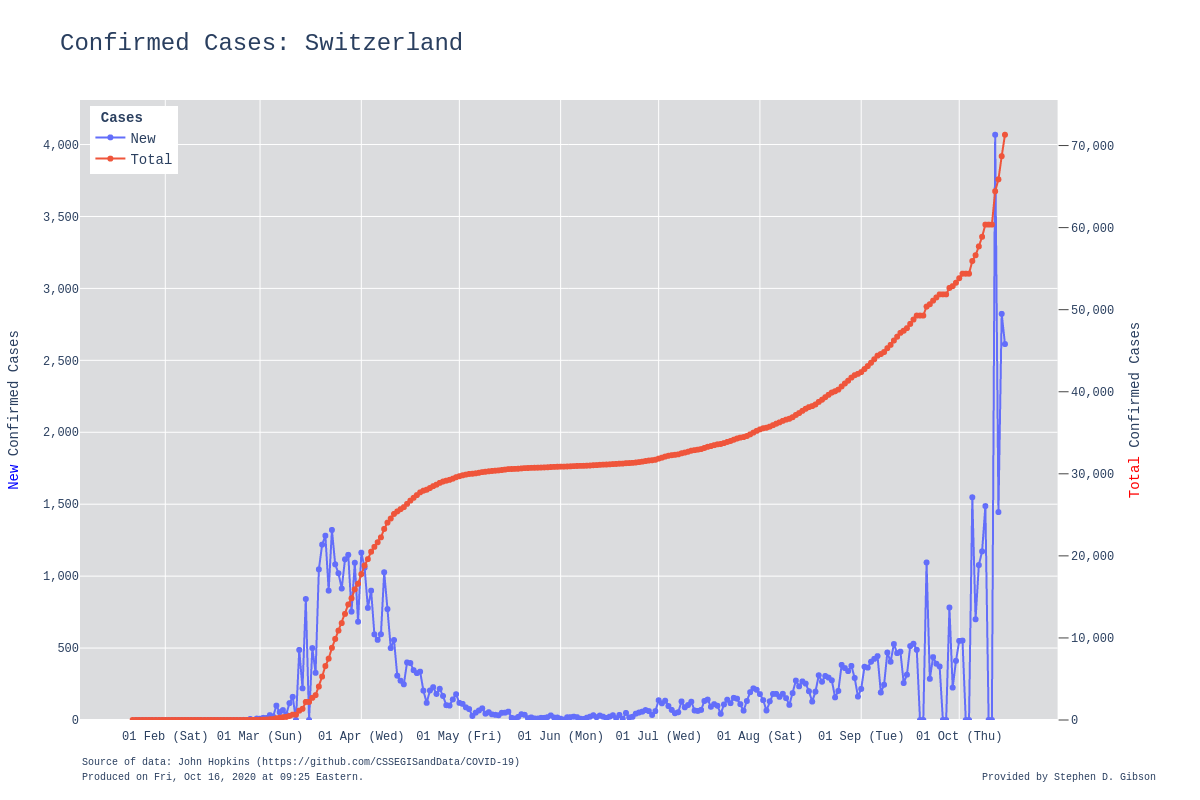 Confirmed Cases: Switzerland
Cases
New
Total
4,000
3,500
3,000
2,500
2,000
1,500
1,000
500
0
New Confirmed Cases
70,000
60,000
50,000
40,000
30,000
20,000
10,000
0
Total Confirmed Cases
01 Feb (Sat) 01 Mar (Sun) 01 Apr (Wed) 01 May (Fri) 01 Jun (Mon) 01 Jul (Wed) 01 Aug (Sat) 01 Sep (Tue) 01 Oct (Thu)
Source of data: John Hopkins (https://github.com/CSSEGISandData/COVID-19)
Produced on Fri, Oct 16, 2020 at 09:25 Eastern.
Provided by Stephen D. Gibson